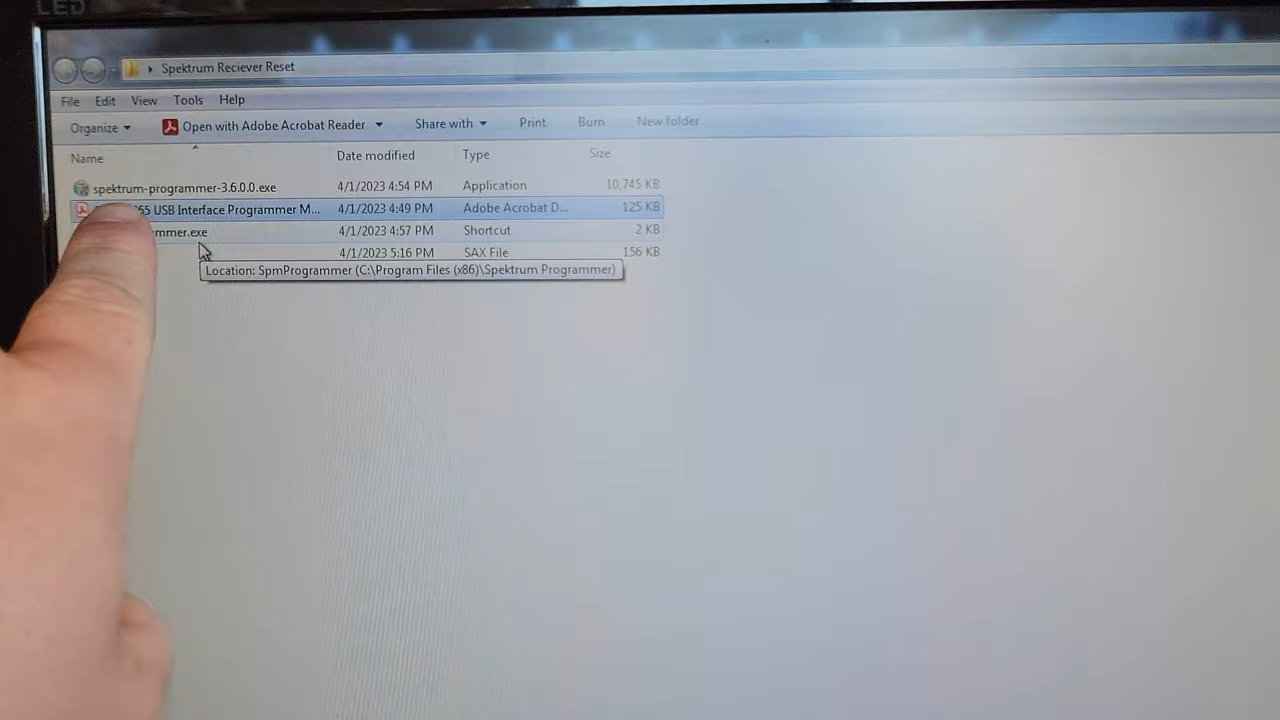 LED
Spektrum Reciever Reset
File Edit View Tools Help
Organize Open with Adobe Acrobat Reader Share with Print Burn New folder
Name Date modified Type Size
spektrum-programmer-3.6.0.0.exe 4/1/2023 4:54 PM Application 10,745 KB
65 USB Interface Programmer M... 4/1/2023 4:49 PM Adobe Acrobat D... 125 KB
mmer.exe 4/1/2023 4:57 PM Shortcut 2 KB
4/1/2023 5:16 PM SAX File 156 KB
Location: SpmProgrammer (C:\Program Files (x86)\Spektrum Programmer)